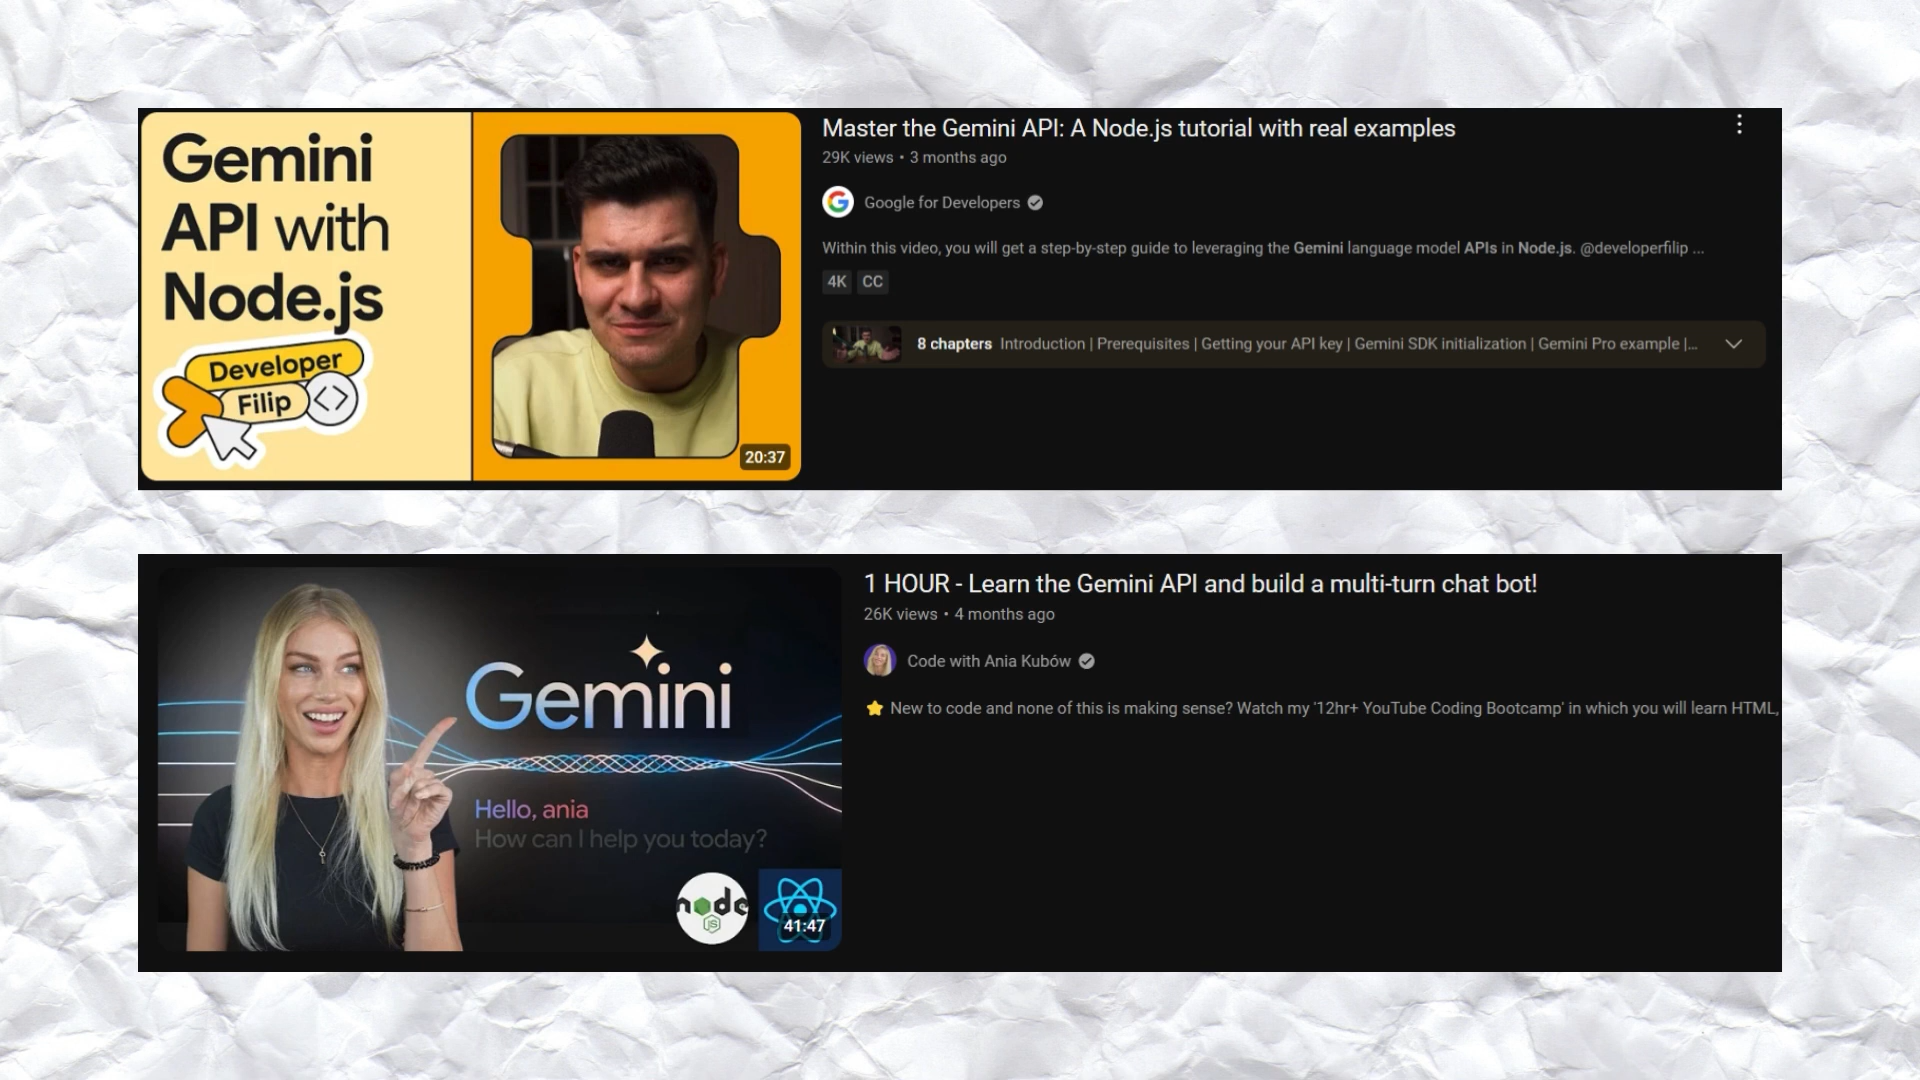 Gemini
API with
Node.js
Developer
Filip
20:37
Master the Gemini API: A Node.js tutorial with real examples
29K views • 3 months ago
Google for Developers
Within this video, you will get a step-by-step guide to leveraging the Gemini language model APIs in Node.js. @developerfilip ...
4K CC
8 chapters Introduction | Prerequisites | Getting your API key | Gemini SDK initialization | Gemini Pro example |...
Gemini
Hello, ania
How can I help you today?
node
JS
41:47
1 HOUR - Learn the Gemini API and build a multi-turn chat bot!
26K views • 4 months ago
Code with Ania Kubów
New to code and none of this is making sense? Watch my '12hr+ YouTube Coding Bootcamp' in which you will learn HTML,